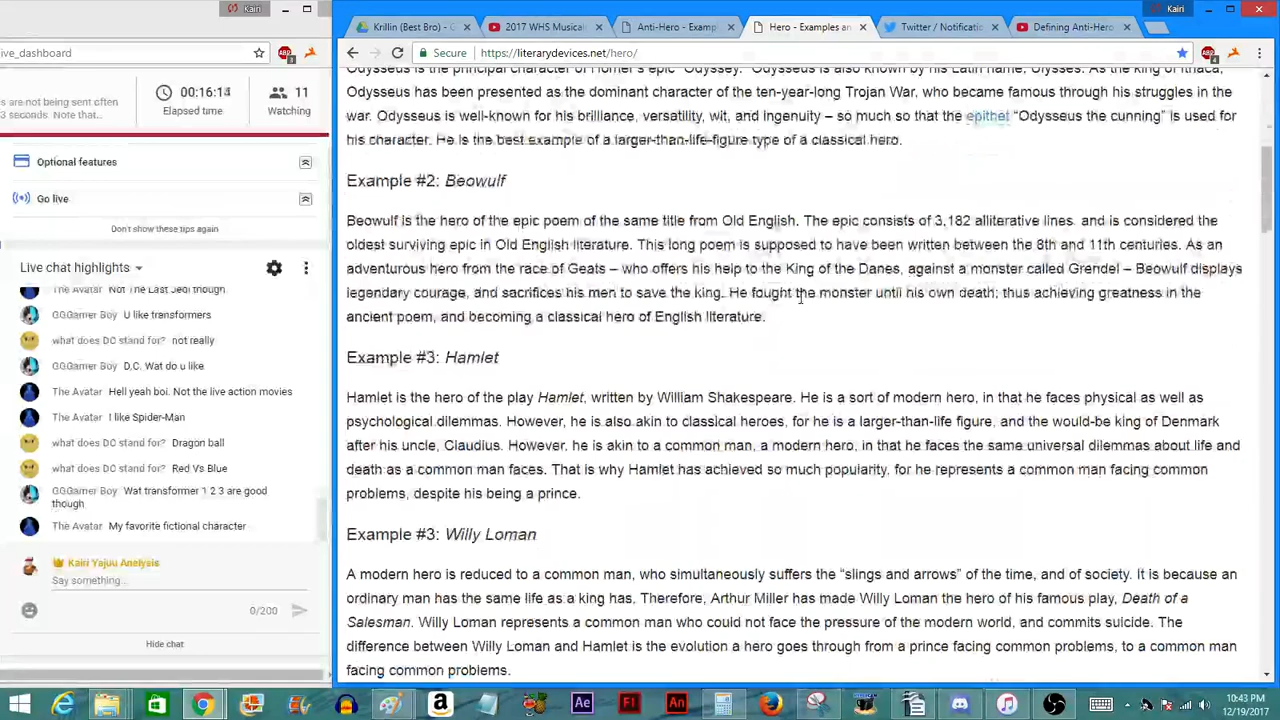 Kairi
ive_dashboard
s are not being sent often
3 seconds. Note that..
00:16:13
Elapsed time
11
Watching
Optional features
Go live
Don't show these tips again
Live chat highlights
The Avatar Not The Last Jedi though.
GGGamer Boy U like transformers
what does DC stand for? not really
GGGamer Boy D,C. Wat do u like
The Avatar Hell yeah boi. Not the live action movies
The Avatar I like Spider-Man
what does DC stand for? Dragon ball
what does DC stand for? Red Vs Blue
GGGamer Boy Wat transformer 1 2 3 are good
though
The Avatar My favorite fictional character
Kairi Yajuu Anelysis
Say something...
0/200
Hide chat
Kairi
Krillin (Best Bro) - G
2017 WHS Musical
Anti-Hero - Exampl
Hero - Examples an
Twitter / Notificatio
Defining Anti-Hero
Secure
https://literarydevices.net/hero/
Odysseus is the principal character of Homer's epic "Odyssey." Odysseus is also known by his Latin name, Ulysses. As the king of Ithaca,
Odysseus has been presented as the dominant character of the ten-year-long Trojan War, who became famous through his struggles in the
war. Odysseus is well-known for his brilliance, versatility, wit, and ingenuity – so much so that the epithet “Odysseus the cunning” is used for
his character. He is the best example of a larger-than-life-figure type of a classical hero.
Example #2: Beowulf
Beowulf is the hero of the epic poem of the same title from Old English. The epic consists of 3,182 alliterative lines, and is considered the
oldest surviving epic in Old English literature. This long poem is supposed to have been written between the 8th and 11th centuries. As an
adventurous hero from the race of Geats – who offers his help to the King of the Danes, against a monster called Grendel – Beowulf displays
legendary courage, and sacrifices his men to save the king. He fought the monster until his own death; thus achieving greatness in the
ancient poem, and becoming a classical hero of English literature.
Example #3: Hamlet
Hamlet is the hero of the play Hamlet, written by William Shakespeare. He is a sort of modern hero, in that he faces physical as well as
psychological dilemmas. However, he is also akin to classical heroes, for he is a larger-than-life figure, and the would-be king of Denmark
after his uncle, Claudius. However, he is akin to a common man, a modern hero, in that he faces the same universal dilemmas about life and
death as a common man faces. That is why Hamlet has achieved so much popularity, for he represents a common man facing common
problems, despite his being a prince.
Example #3: Willy Loman
A modern hero is reduced to a common man, who simultaneously suffers the “slings and arrows” of the time, and of society. It is because an
ordinary man has the same life as a king has. Therefore, Arthur Miller has made Willy Loman the hero of his famous play, Death of a
Salesman. Willy Loman represents a common man who could not face the pressure of the modern world, and commits suicide. The
difference between Willy Loman and Hamlet is the evolution a hero goes through from a prince facing common problems, to a common man
facing common problems.
10:43 PM
12/19/2017